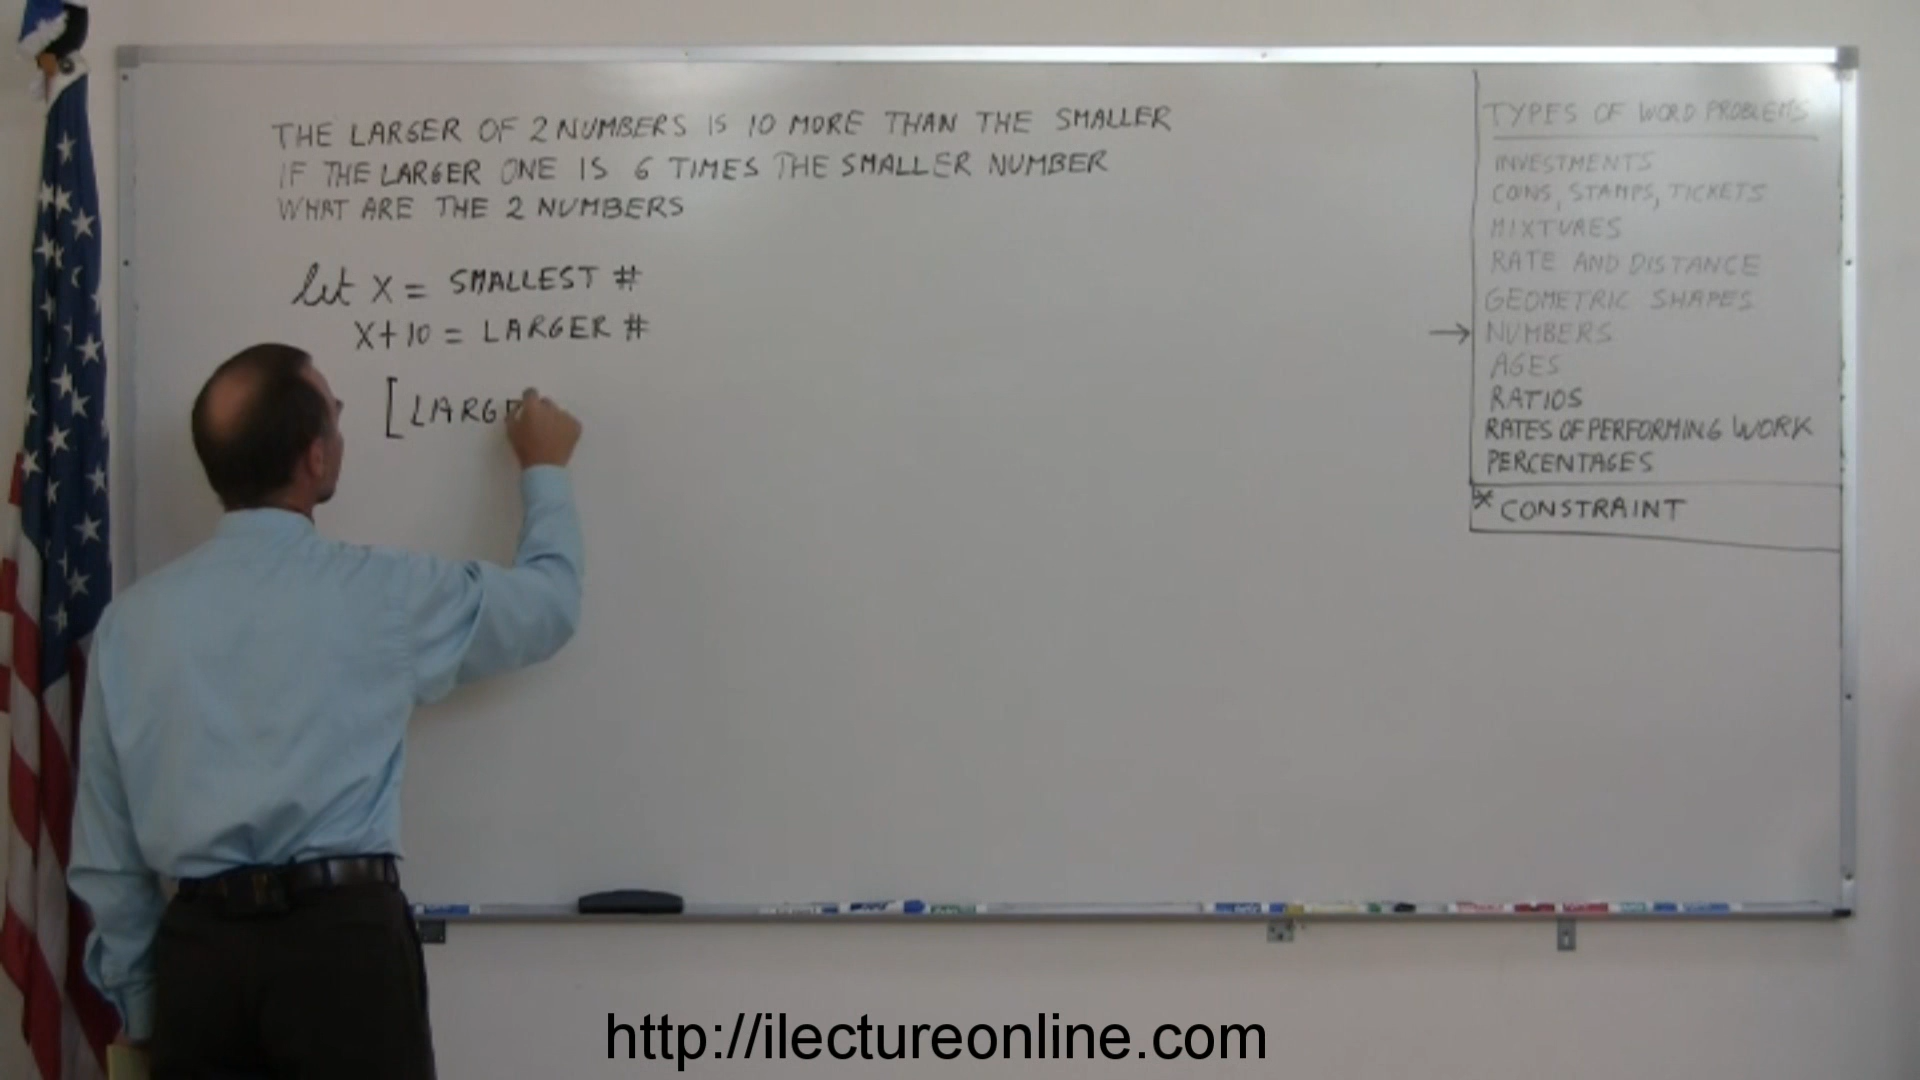 THE LARGER OF 2 NUMBERS IS 10 MORE THAN THE SMALLER
IF THE LARGER ONE IS 6 TIMES THE SMALLER NUMBER
WHAT ARE THE 2 NUMBERS
let X = SMALLEST #
X+10 = LARGER #
[LARGE
TYPES OF WORD PROBLEMS
INVESTMENTS
COINS, STAMPS, TICKETS
MIXTURES
RATE AND DISTANCE
GEOMETRIC SHAPES
→ NUMBERS
AGES
RATIOS
RATES OF PERFORMING WORK
PERCENTAGES
* CONSTRAINT
http://ilectureonline.com